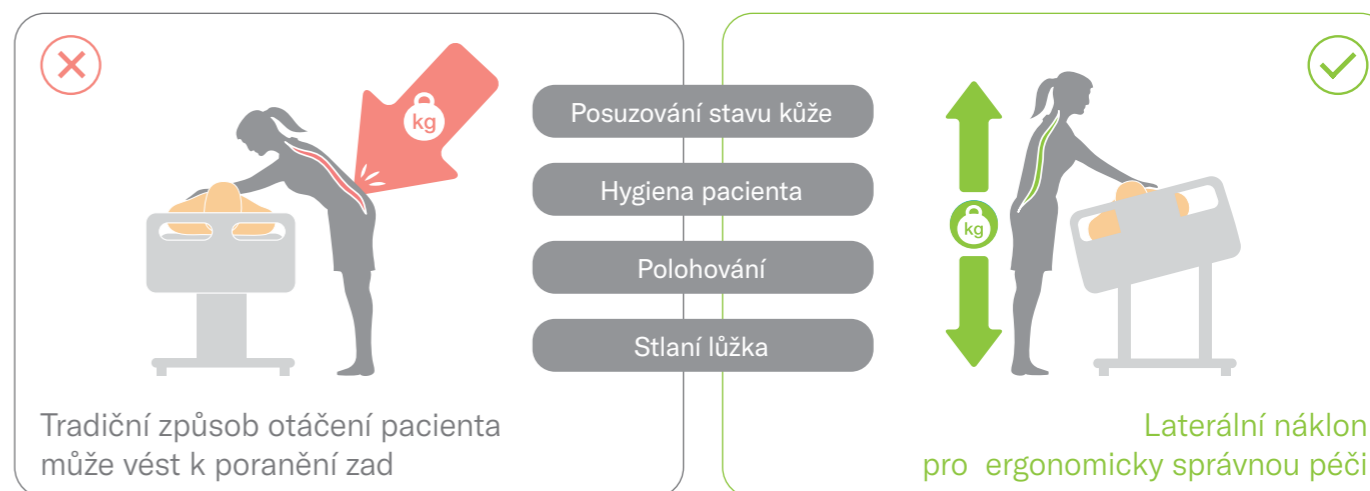 kg
Posuzování stavu kůže
Hygiena pacienta
kg
Polohování
Stlaní lůžka
Tradiční způsob otáčení pacienta
může vést k poranění zad
Laterální náklon
pro ergonomicky správnou péči